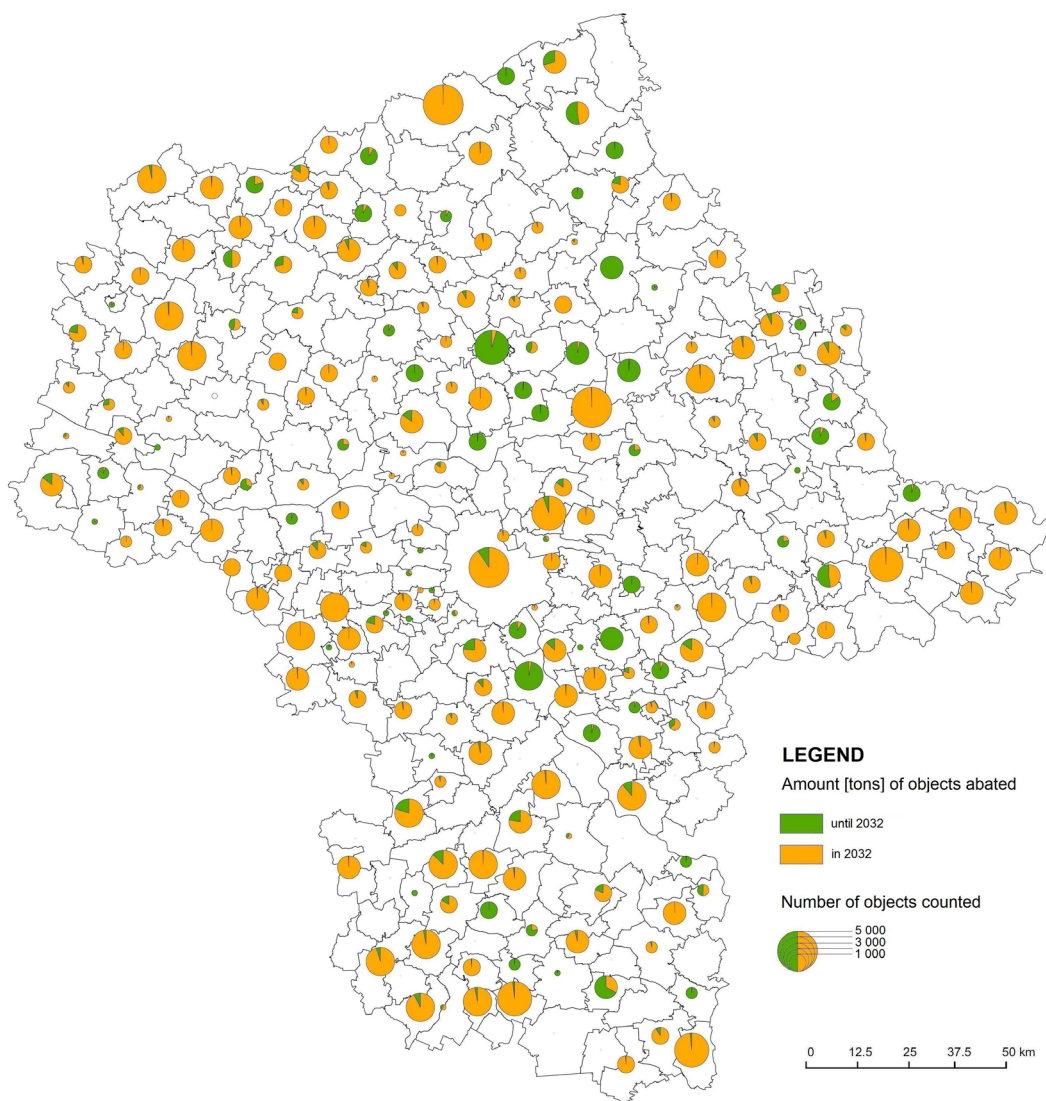 LEGEND
Amount [tons] of objects abated
until 2032
in 2032
Number of objects counted
5 000
3 000
1 000
0 12.5 25 37.5 50 km